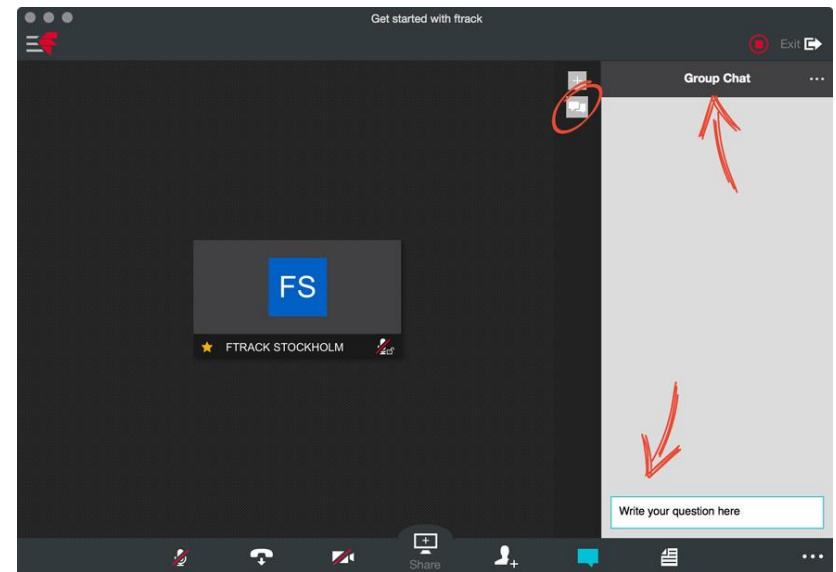 Get started with ftrack
Exit
Group Chat
FS
FTRACK STOCKHOLM
Write your question here
Share